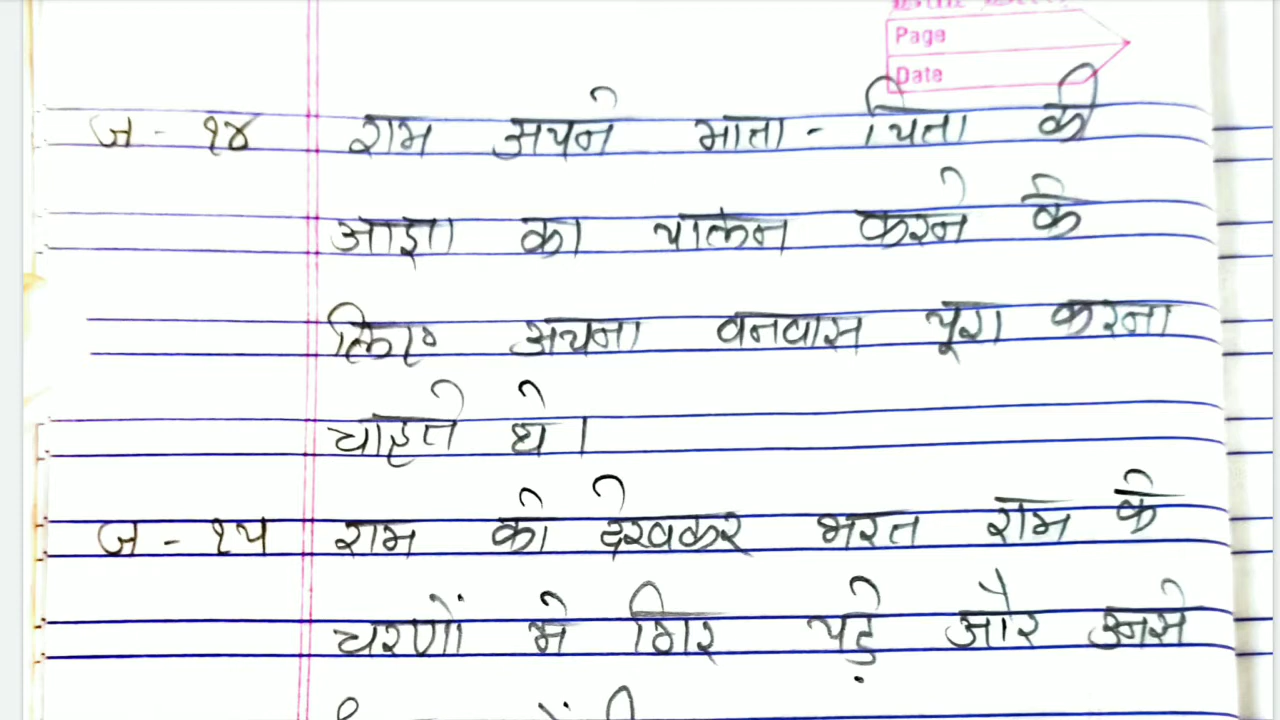 Page
Date
ज - १४ राम अपने माता - पिता की
आज्ञा का पालन करने के
लिए अपना वनवास पूरा करना
चाहते थे।
ज - १५ राम को देखकर भरत राम के
चरणों मे गिर पड़े और उनसे